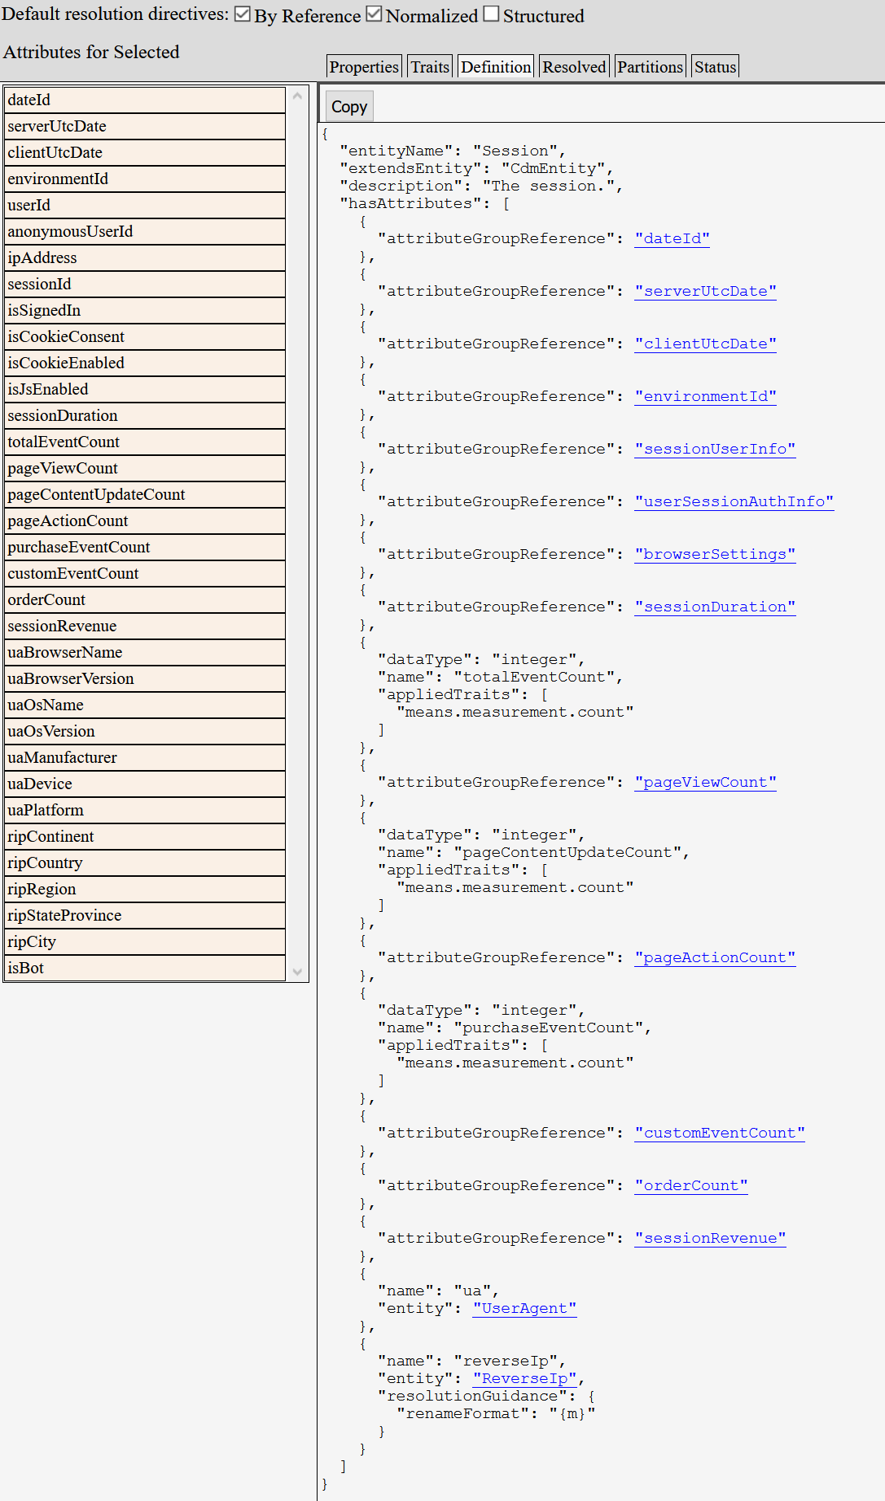 Default resolution directives: By Reference Normalized Structured
Attributes for Selected
Properties Traits Definition Resolved Partitions Status
dateId
serverUtcDate
clientUtcDate
environmentId
userId
anonymousUserId
ipAddress
sessionId
isSignedIn
isCookieConsent
isCookieEnabled
isJsEnabled
sessionDuration
totalEventCount
pageViewCount
pageContentUpdateCount
pageActionCount
purchaseEventCount
customEventCount
orderCount
sessionRevenue
uaBrowserName
uaBrowserVersion
uaOsName
uaOsVersion
uaManufacturer
uaDevice
uaPlatform
ripContinent
ripCountry
ripRegion
ripStateProvince
ripCity
isBot
Copy
{
  "entityName": "Session",
  "extendsEntity": "CdmEntity",
  "description": "The session.",
  "hasAttributes": [
    {
      "attributeGroupReference": "dateId"
    },
    {
      "attributeGroupReference": "serverUtcDate"
    },
    {
      "attributeGroupReference": "clientUtcDate"
    },
    {
      "attributeGroupReference": "environmentId"
    },
    {
      "attributeGroupReference": "sessionUserInfo"
    },
    {
      "attributeGroupReference": "userSessionAuthInfo"
    },
    {
      "attributeGroupReference": "browserSettings"
    },
    {
      "attributeGroupReference": "sessionDuration"
    },
    {
      "dataType": "integer",
      "name": "totalEventCount",
      "appliedTraits": [
        "means.measurement.count"
      ]
    },
    {
      "attributeGroupReference": "pageViewCount"
    },
    {
      "dataType": "integer",
      "name": "pageContentUpdateCount",
      "appliedTraits": [
        "means.measurement.count"
      ]
    },
    {
      "attributeGroupReference": "pageActionCount"
    },
    {
      "dataType": "integer",
      "name": "purchaseEventCount",
      "appliedTraits": [
        "means.measurement.count"
      ]
    },
    {
      "attributeGroupReference": "customEventCount"
    },
    {
      "attributeGroupReference": "orderCount"
    },
    {
      "attributeGroupReference": "sessionRevenue"
    },
    {
      "name": "ua",
      "entity": "UserAgent"
    },
    {
      "name": "reverseIp",
      "entity": "ReverseIp",
      "resolutionGuidance": {
        "renameFormat": "{m}"
      }
    }
  ]
}